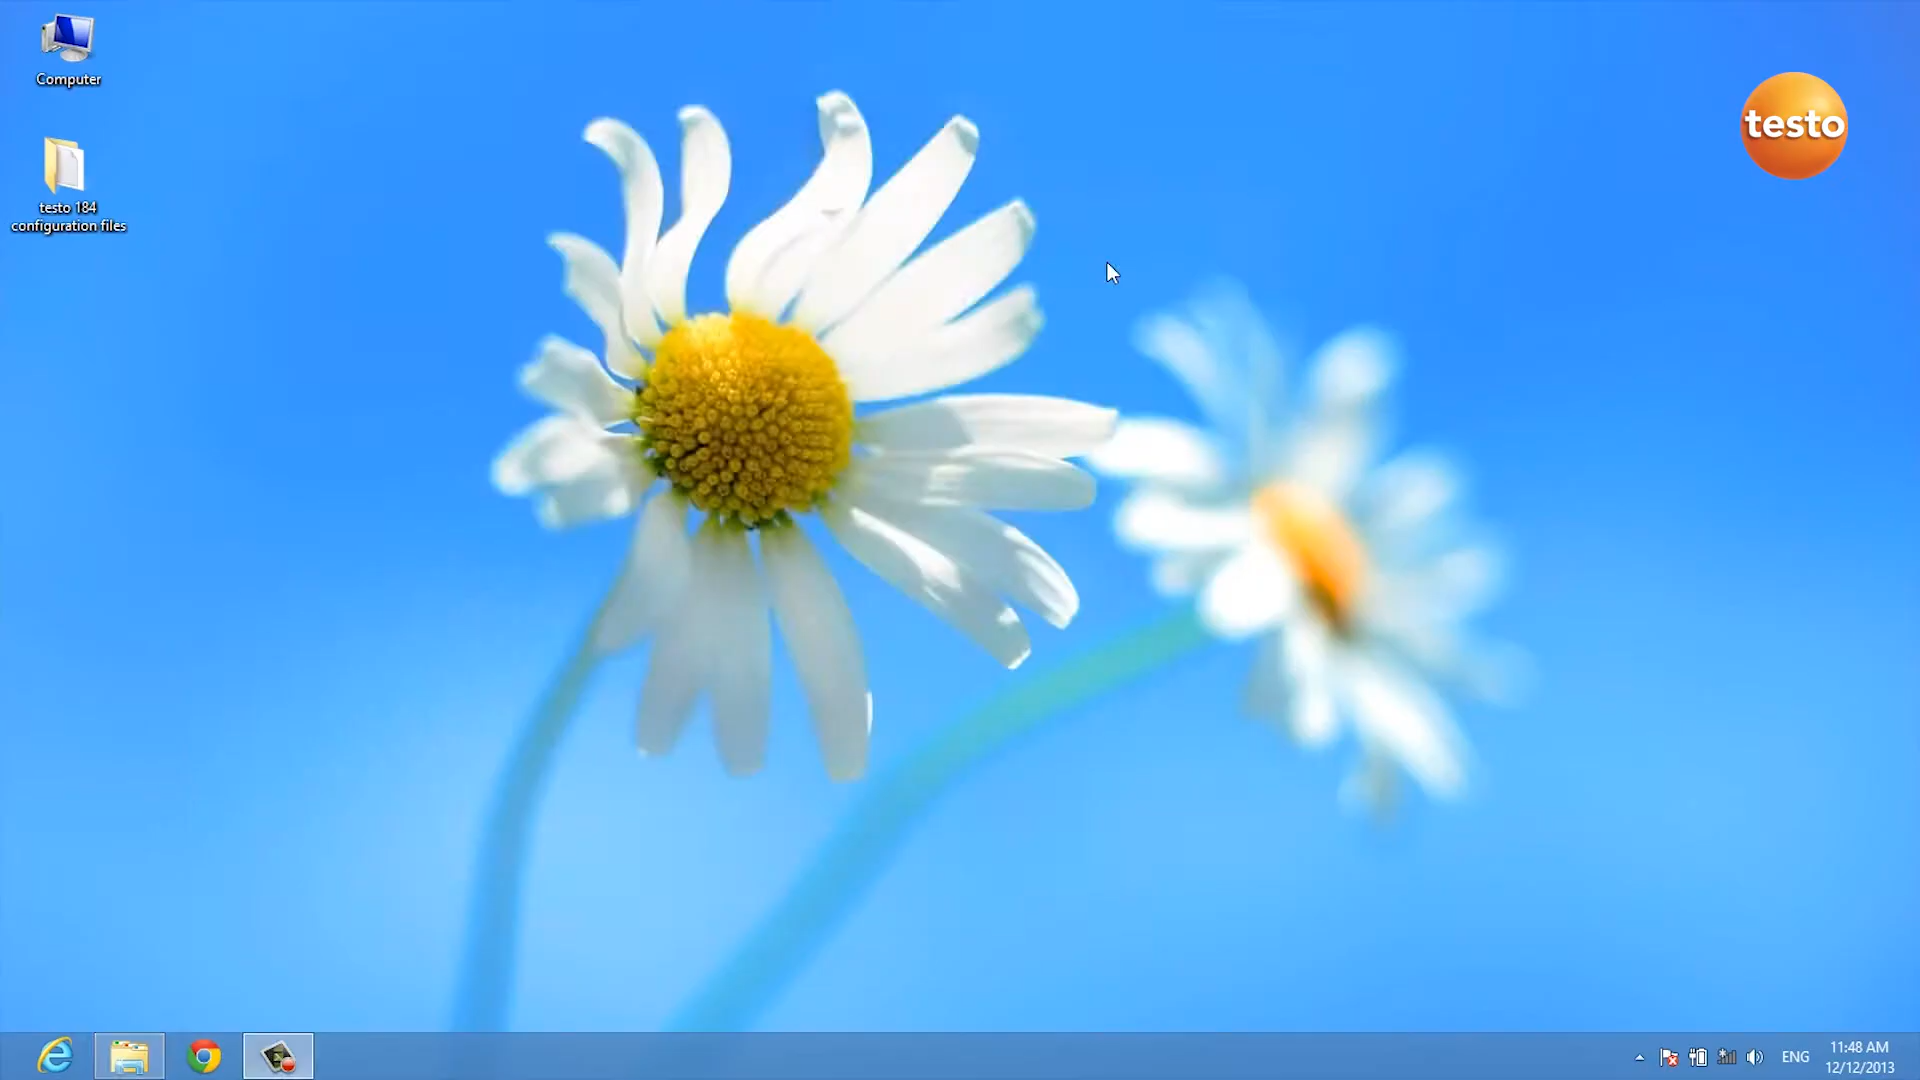 Computer
testo
testo 184
configuration files
ENG
11:48 AM
12/12/2013